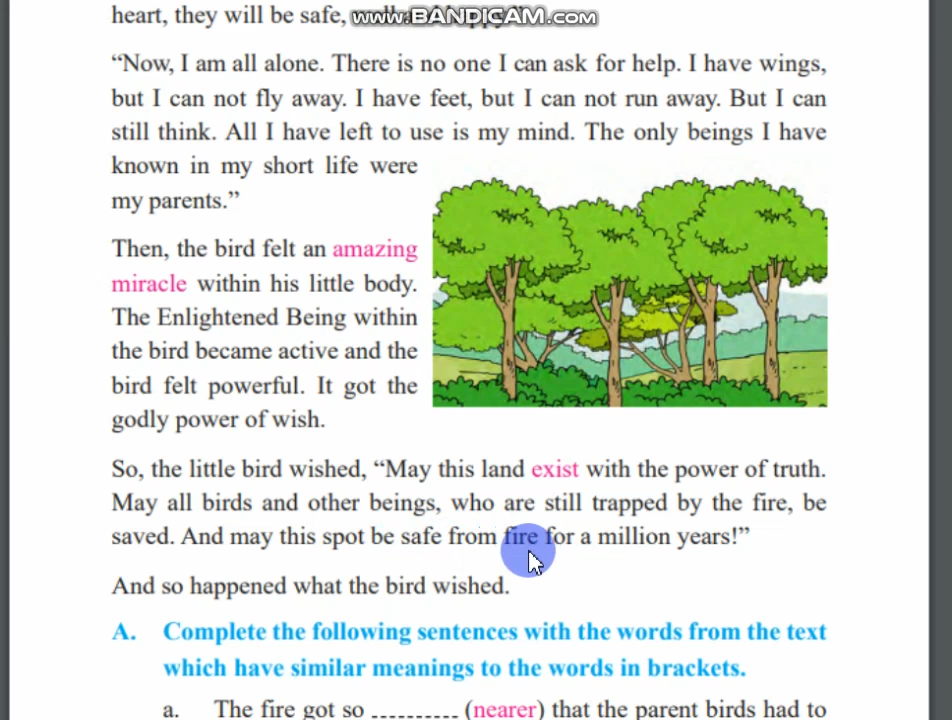 heart, they will be safe,
www.BANDICAM.com
“Now, I am all alone. There is no one I can ask for help. I have wings,
but I can not fly away. I have feet, but I can not run away. But I can
still think. All I have left to use is my mind. The only beings I have
known in my short life were
my parents.”
Then, the bird felt an amazing
miracle within his little body.
The Enlightened Being within
the bird became active and the
bird felt powerful. It got the
godly power of wish.
So, the little bird wished, “May this land exist with the power of truth.
May all birds and other beings, who are still trapped by the fire, be
saved. And may this spot be safe from fire for a million years!”
And so happened what the bird wished.
A. Complete the following sentences with the words from the text
which have similar meanings to the words in brackets.
a. The fire got so .......... (nearer) that the parent birds had to